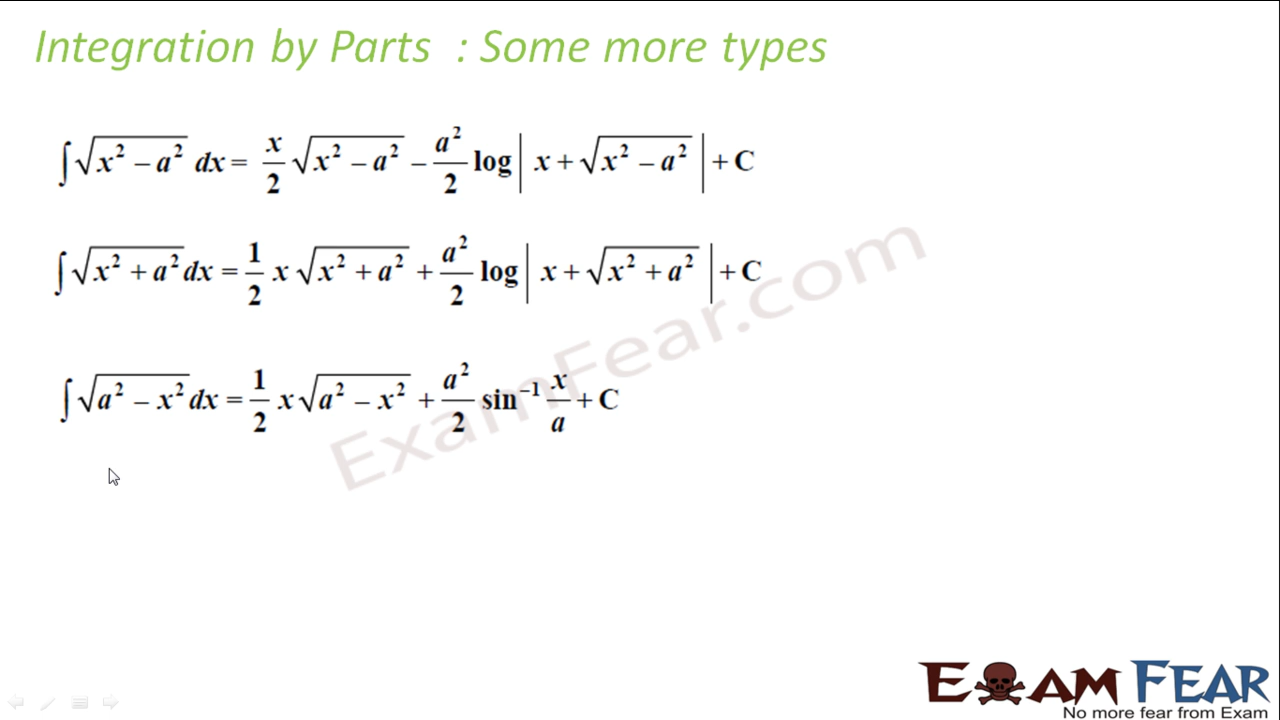 Integration by Parts : Some more types
∫√(x² – a²) dx = x/2 √(x² – a²) – a²/2 log| x + √(x² – a²) | + C
∫√(x² + a²) dx = 1/2 x √(x² + a²) + a²/2 log| x + √(x² + a²) | + C
∫√(a² – x²) dx = 1/2 x √(a² – x²) + a²/2 sin⁻¹ x/a + C
ExamFear.com
EXAM FEAR
No more fear from Exam